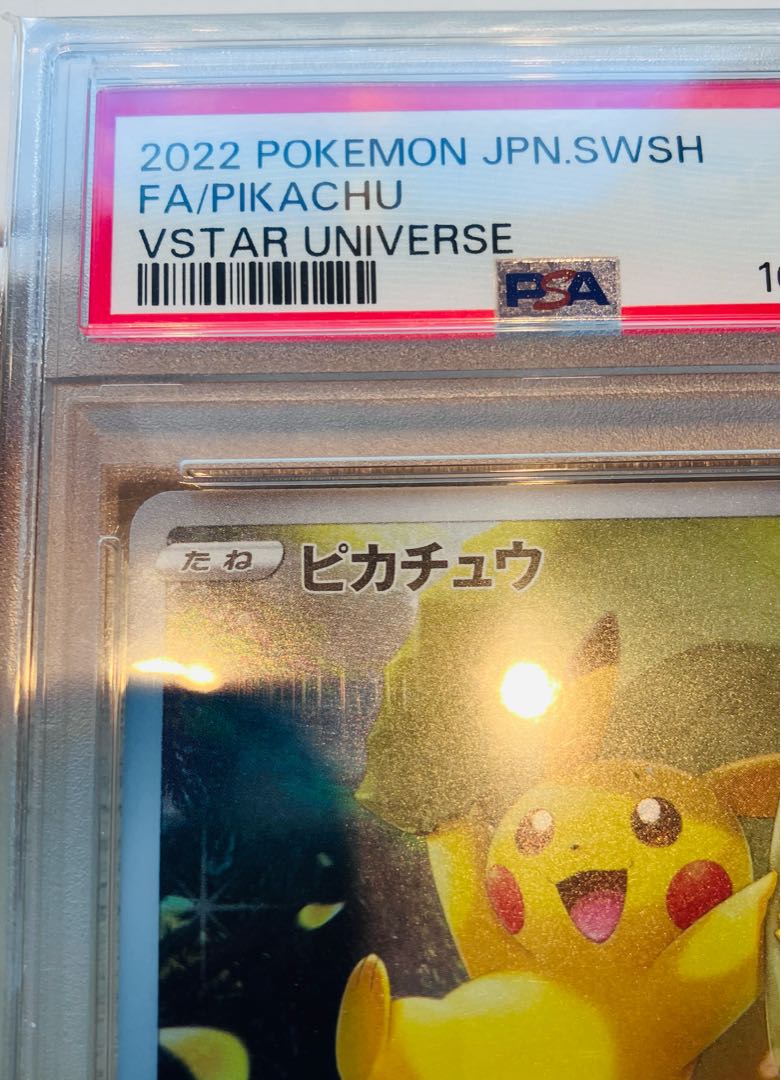 2022 POKEMON JPN.SWSH
FA/PIKACHU
VSTAR UNIVERSE
PSA
たね ピカチュウ